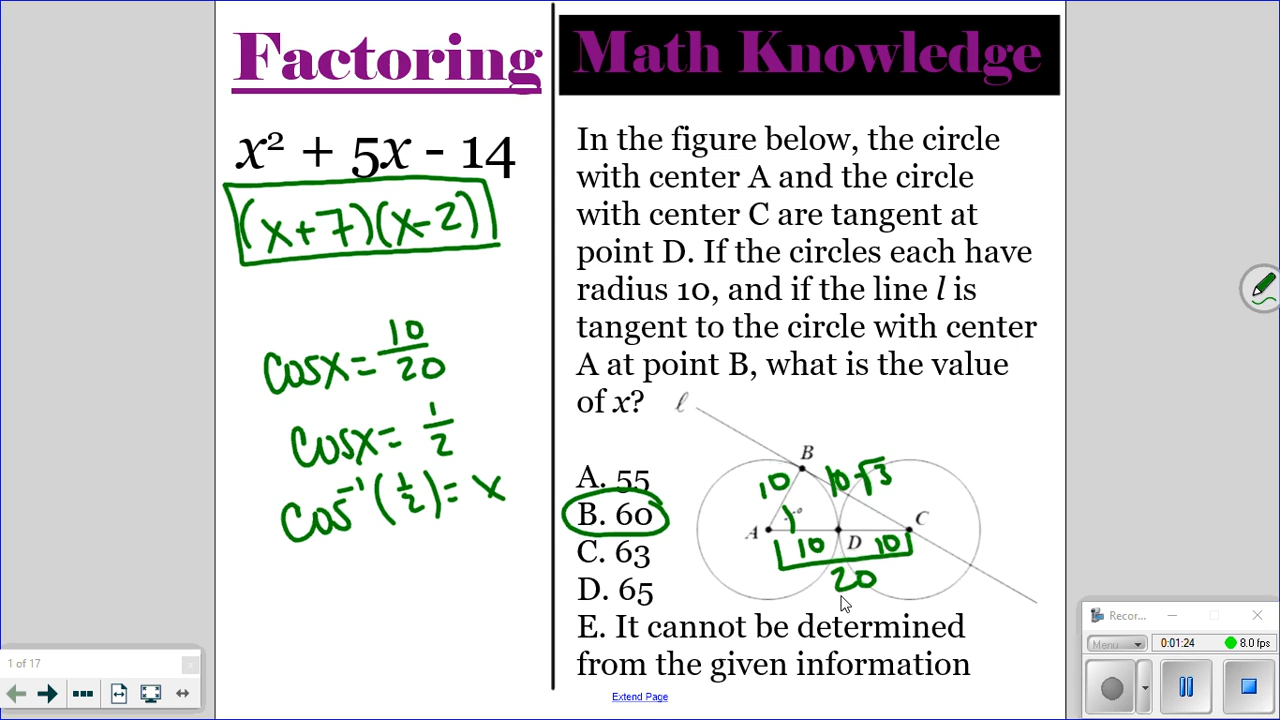 Factoring
x² + 5x - 14
(x+7)(x-2)
cosx = 10/20
cosx = 1/2
cos⁻¹(1/2) = x
Math Knowledge
In the figure below, the circle
with center A and the circle
with center C are tangent at
point D. If the circles each have
radius 10, and if the line l is
tangent to the circle with center
A at point B, what is the value
of x?
A. 55
B. 60
C. 63
D. 65
E. It cannot be determined
from the given information
ℓ
B
10
10√3
A
D
C
10
10
20
Extend Page
1 of 17
x
Recor...
Menu
0:01:24
8.0 fps